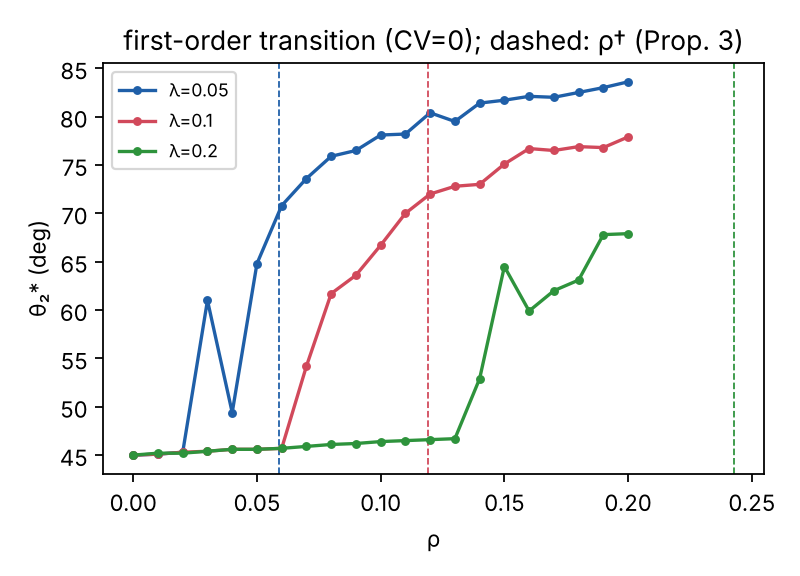 first-order transition (CV=0); dashed: ρ† (Prop. 3)
λ=0.05
λ=0.1
λ=0.2
θ₂* (deg)
85
80
75
70
65
60
55
50
45
0.00 0.05 0.10 0.15 0.20 0.25
ρ